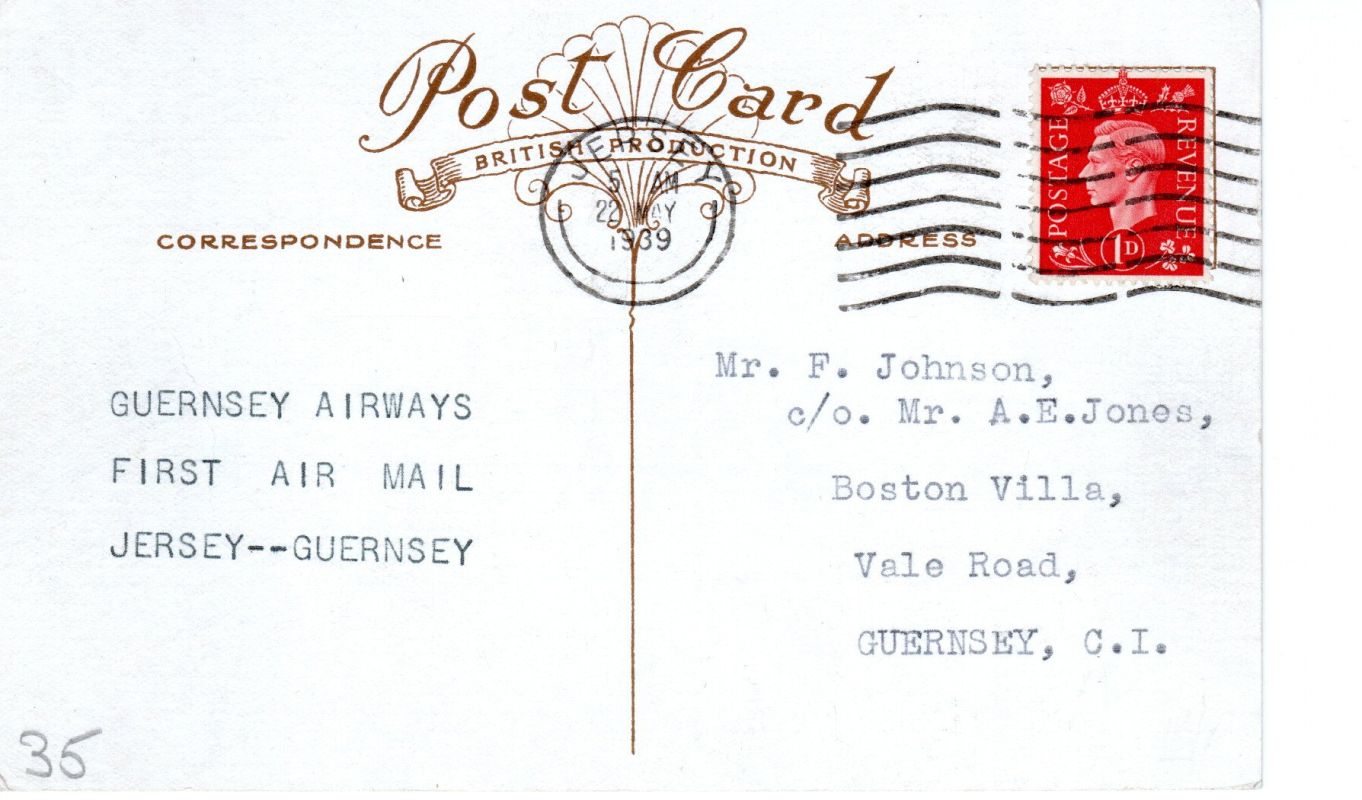 Post Card
BRITISH PRODUCTION
CORRESPONDENCE
ADDRESS
JERSEY
5 AM
22 MAY
1939
POSTAGE
REVENUE
1D
GUERNSEY AIRWAYS
FIRST AIR MAIL
JERSEY--GUERNSEY
Mr. F. Johnson,
c/o. Mr. A.E.Jones,
Boston Villa,
Vale Road,
GUERNSEY, C.I.
35